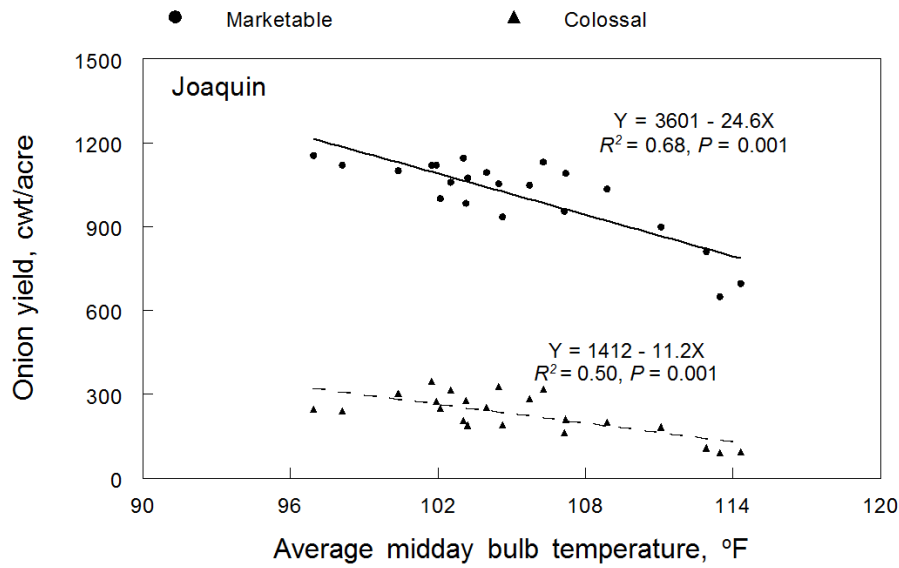 Marketable Colossal
1500
Joaquin
Y = 3601 - 24.6X
R² = 0.68, P = 0.001
1200
900
600
Y = 1412 - 11.2X
R² = 0.50, P = 0.001
300
0
90 96 102 108 114 120
Onion yield, cwt/acre
Average midday bulb temperature, ºF